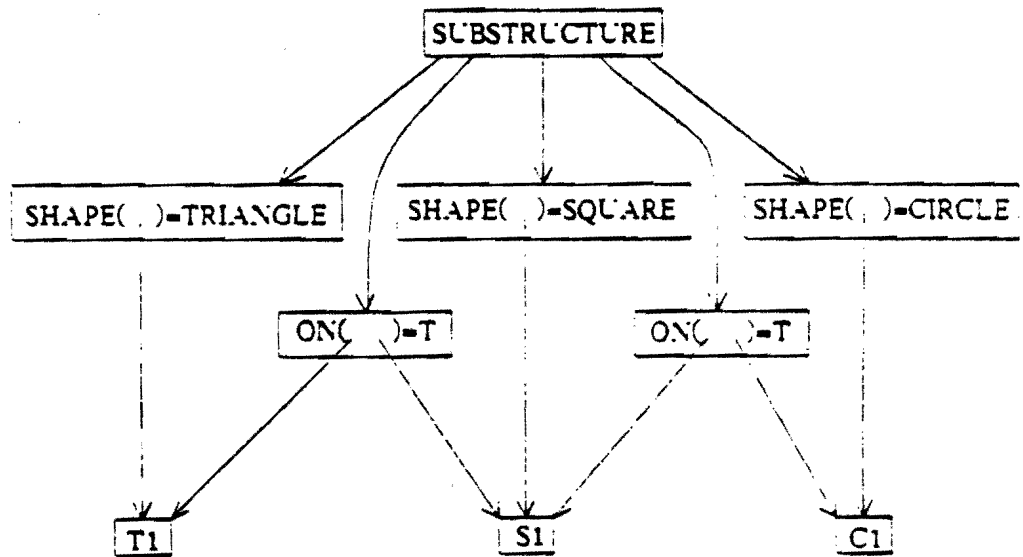 SUBSTRUCTURE
SHAPE( )=TRIANGLE
SHAPE( )=SQUARE
SHAPE( )=CIRCLE
ON( )=T
ON( )=T
T1
S1
C1